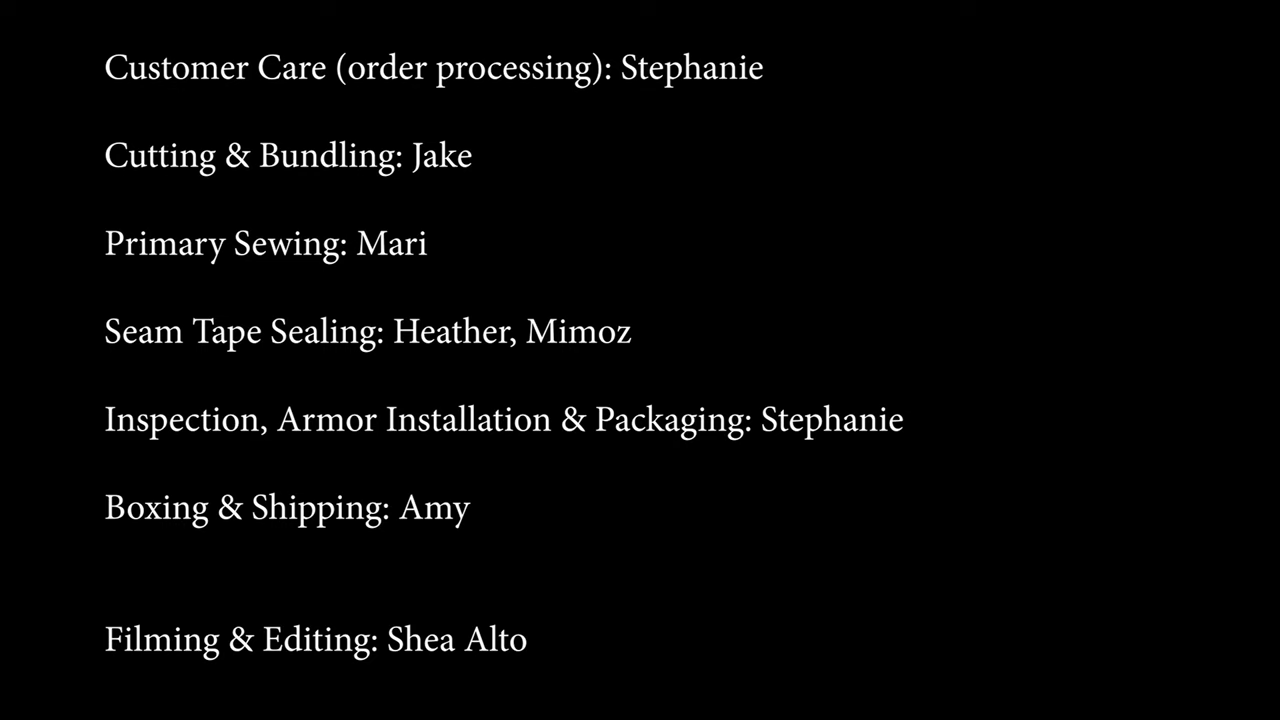 Customer Care (order processing): Stephanie
Cutting & Bundling: Jake
Primary Sewing: Mari
Seam Tape Sealing: Heather, Mimoz
Inspection, Armor Installation & Packaging: Stephanie
Boxing & Shipping: Amy
Filming & Editing: Shea Alto